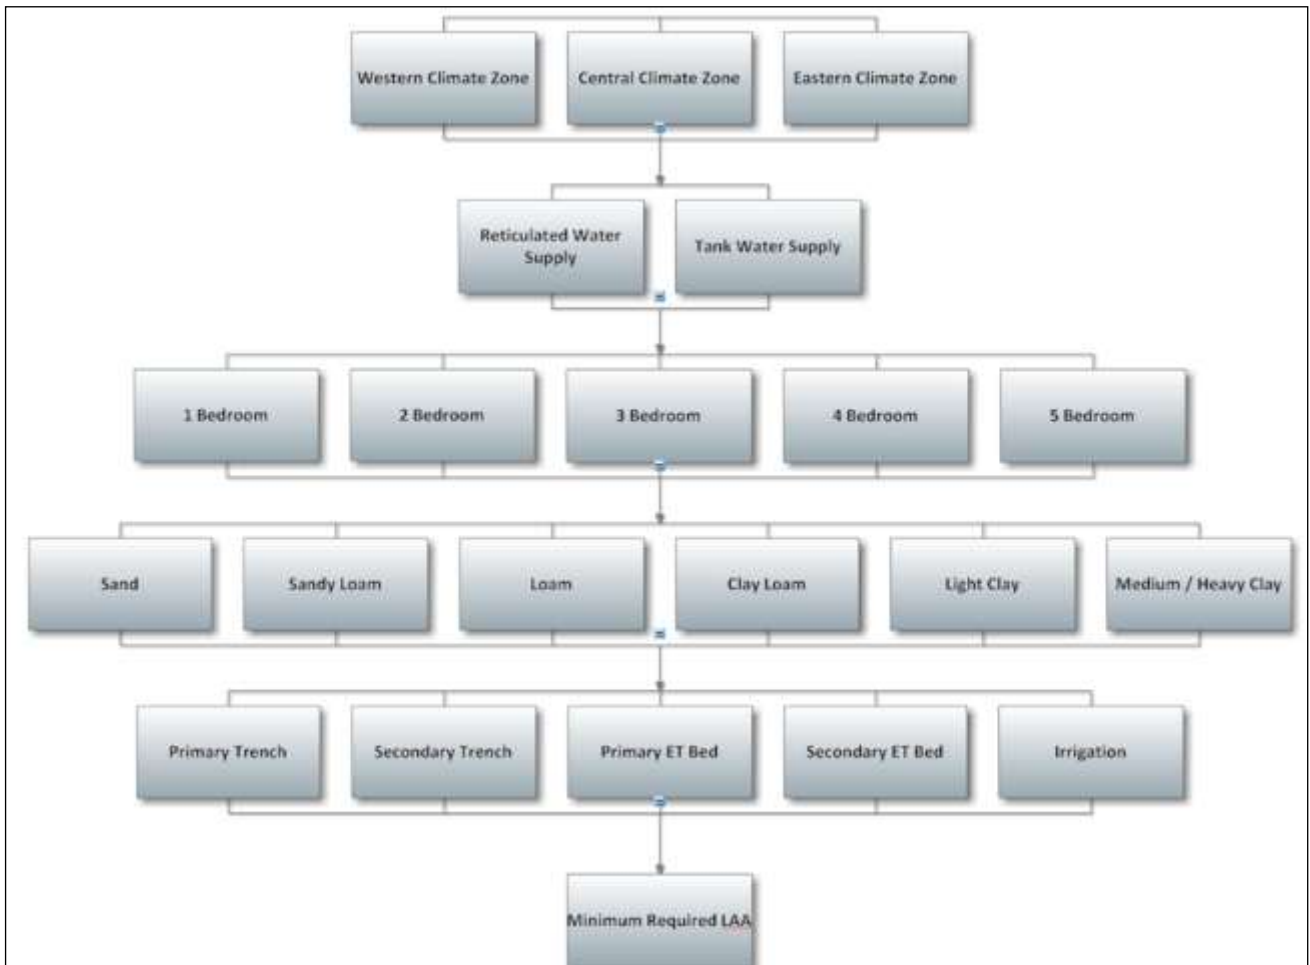 Western Climate Zone
Central Climate Zone
Eastern Climate Zone
Reticulated Water
Supply
Tank Water Supply
1 Bedroom
2 Bedroom
3 Bedroom
4 Bedroom
5 Bedroom
Sand
Sandy Loam
Loam
Clay Loam
Light Clay
Medium / Heavy Clay
Primary Trench
Secondary Trench
Primary ET Bed
Secondary ET Bed
Irrigation
Minimum Required LAA